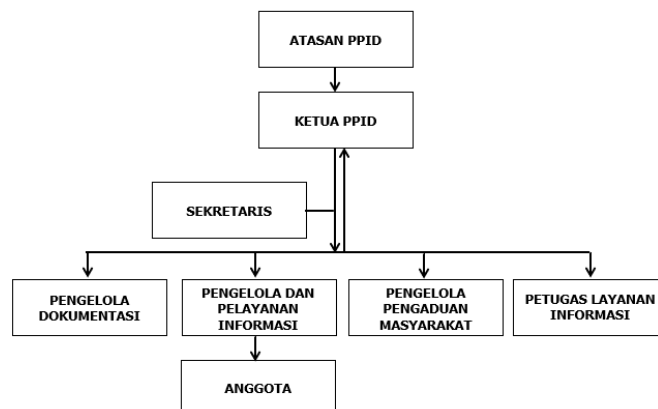 ATASAN PPID
KETUA PPID
SEKRETARIS
PENGELOLA
DOKUMENTASI
PENGELOLA DAN
PELAYANAN
INFORMASI
PENGELOLA
PENGADUAN
MASYARAKAT
PETUGAS LAYANAN
INFORMASI
ANGGOTA